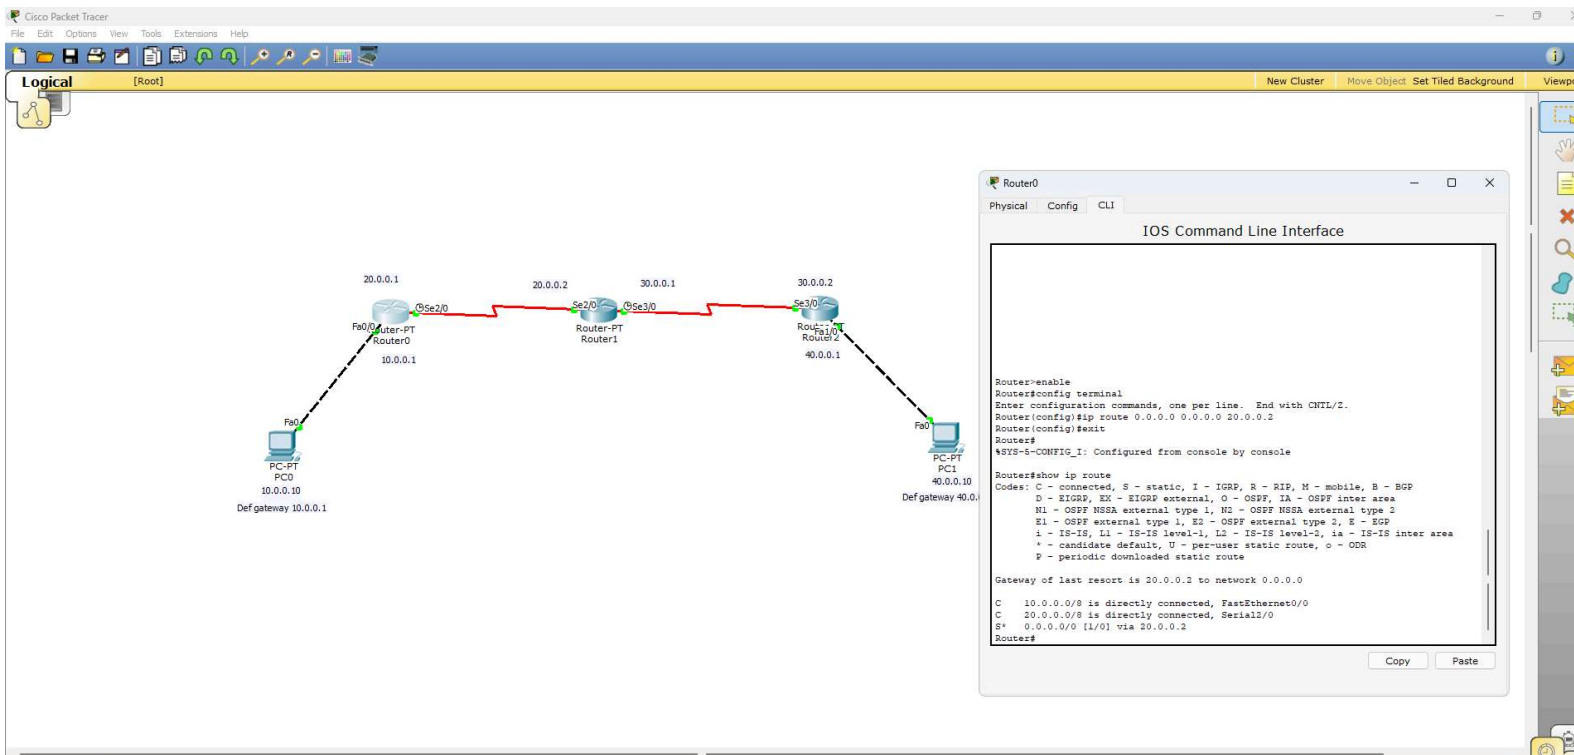 Cisco Packet Tracer
File Edit Options View Tools Extensions Help
Logical [Root] New Cluster Move Object Set Tiled Background
20.0.0.1
20.0.0.2
30.0.0.1
30.0.0.2
Se2/0
Se2/0
Se3/0
Se3/0
Fa0/0
Router0
Router-PT
Router1
Fa1/0
10.0.0.1
40.0.0.1
Fa0
PC-PT
PC0
10.0.0.10
Def gateway 10.0.0.1
Fa0
PC-PT
PC1
40.0.0.10
Def gateway
Router0
Physical Config CLI
IOS Command Line Interface
Router>enable
Router#config terminal
Enter configuration commands, one per line. End with CNTL/Z.
Router(config)#ip route 0.0.0.0 0.0.0.0 20.0.0.2
Router(config)#exit
Router#
%SYS-5-CONFIG_I: Configured from console by console
Router#show ip route
Codes: C - connected, S - static, I - IGRP, R - RIP, M - mobile, B - BGP
D - EIGRP, EX - EIGRP external, O - OSPF, IA - OSPF inter area
N1 - OSPF NSSA external type 1, N2 - OSPF NSSA external type 2
E1 - OSPF external type 1, E2 - OSPF external type 2, E - EGP
i - IS-IS, L1 - IS-IS level-1, L2 - IS-IS level-2, ia - IS-IS inter area
* - candidate default, U - per-user static route, o - ODR
P - periodic downloaded static route
Gateway of last resort is 20.0.0.2 to network 0.0.0.0
C 10.0.0.0/8 is directly connected, FastEthernet0/0
C 20.0.0.0/8 is directly connected, Serial2/0
S* 0.0.0.0/0 [1/0] via 20.0.0.2
Router#
Copy Paste